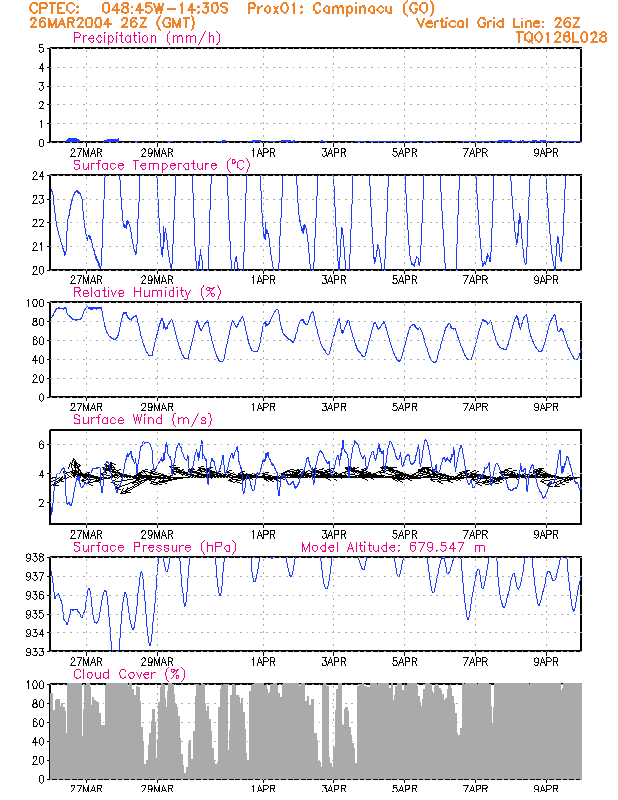 CPTEC:   048:45W-14:30S  Prox01: Campinacu (GO)
26MAR2004 26Z (GMT)   Vertical Grid Line: 26Z
Precipitation (mm/h)   TQ0126L028
5
4
3
2
1
0
27MAR 29MAR 1APR 3APR 5APR 7APR 9APR
Surface Temperature (°C)
24
23
22
21
20
27MAR 29MAR 1APR 3APR 5APR 7APR 9APR
Relative Humidity (%)
100
80
60
40
20
0
27MAR 29MAR 1APR 3APR 5APR 7APR 9APR
Surface Wind (m/s)
6
4
2
27MAR 29MAR 1APR 3APR 5APR 7APR 9APR
Surface Pressure (hPa)   Model Altitude: 679.547 m
938
937
936
935
934
933
27MAR 29MAR 1APR 3APR 5APR 7APR 9APR
Cloud Cover (%)
100
80
60
40
20
0
27MAR 29MAR 1APR 3APR 5APR 7APR 9APR